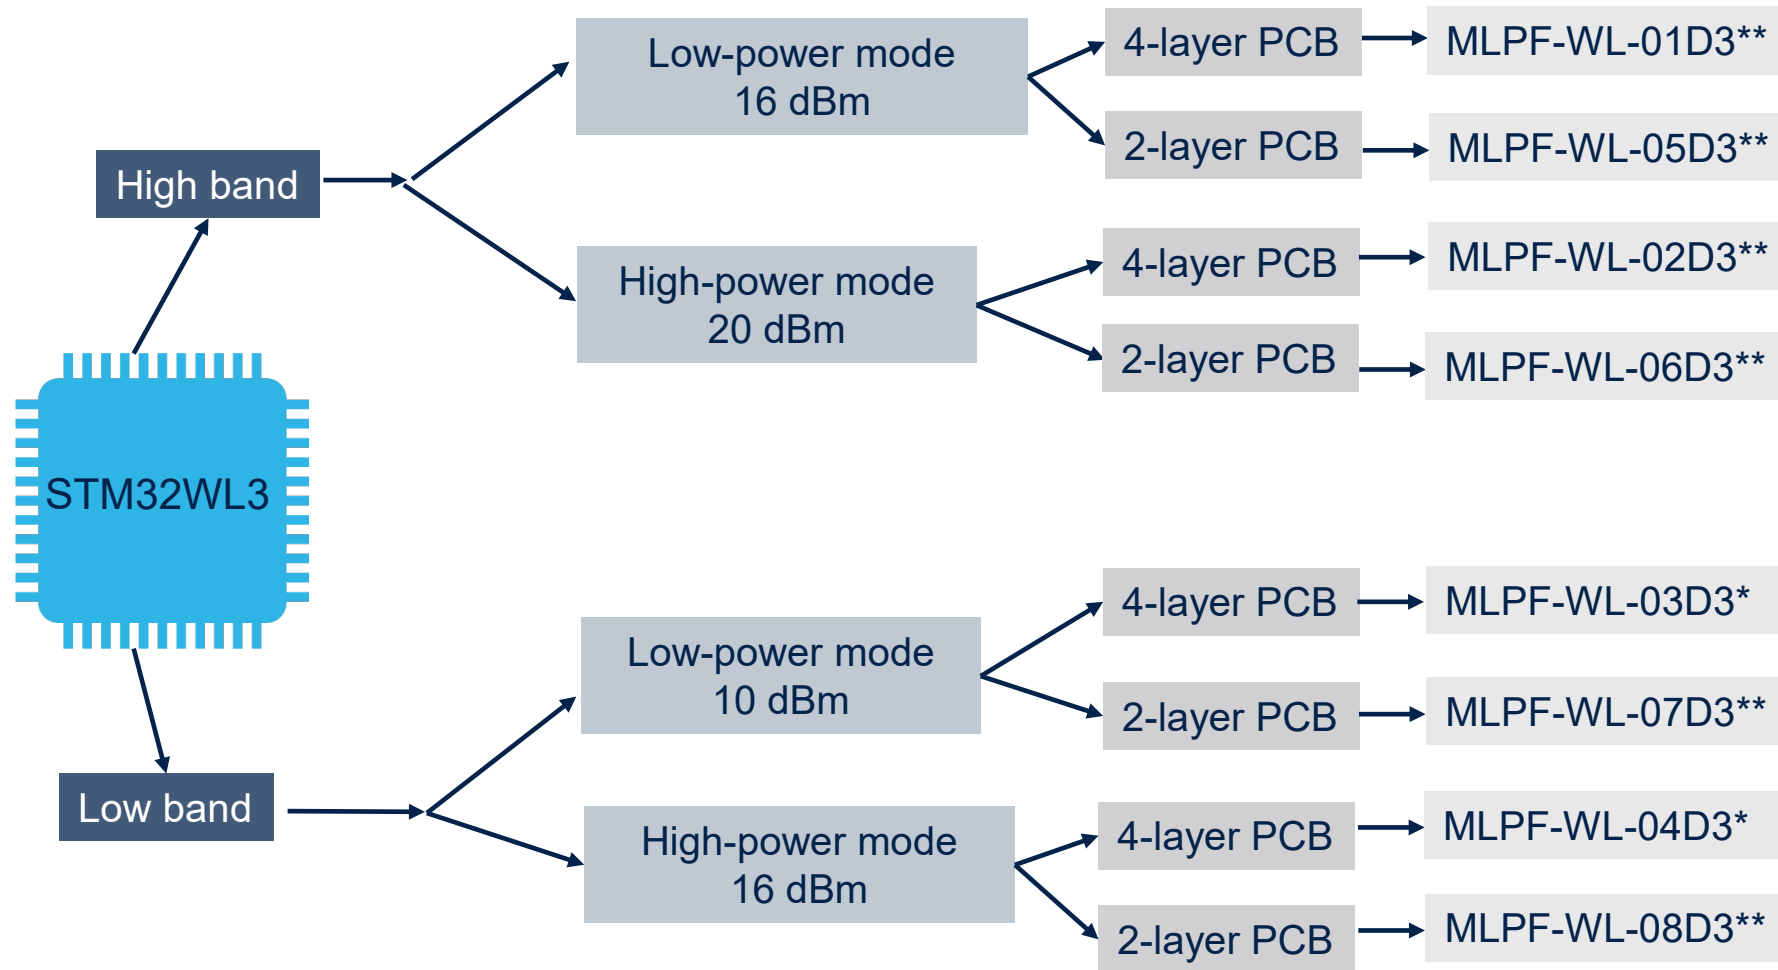 Low-power mode
16 dBm
4-layer PCB
MLPF-WL-01D3**
2-layer PCB
MLPF-WL-05D3**
High band
High-power mode
20 dBm
4-layer PCB
MLPF-WL-02D3**
2-layer PCB
MLPF-WL-06D3**
STM32WL3
Low-power mode
10 dBm
4-layer PCB
MLPF-WL-03D3*
2-layer PCB
MLPF-WL-07D3**
Low band
High-power mode
16 dBm
4-layer PCB
MLPF-WL-04D3*
2-layer PCB
MLPF-WL-08D3**